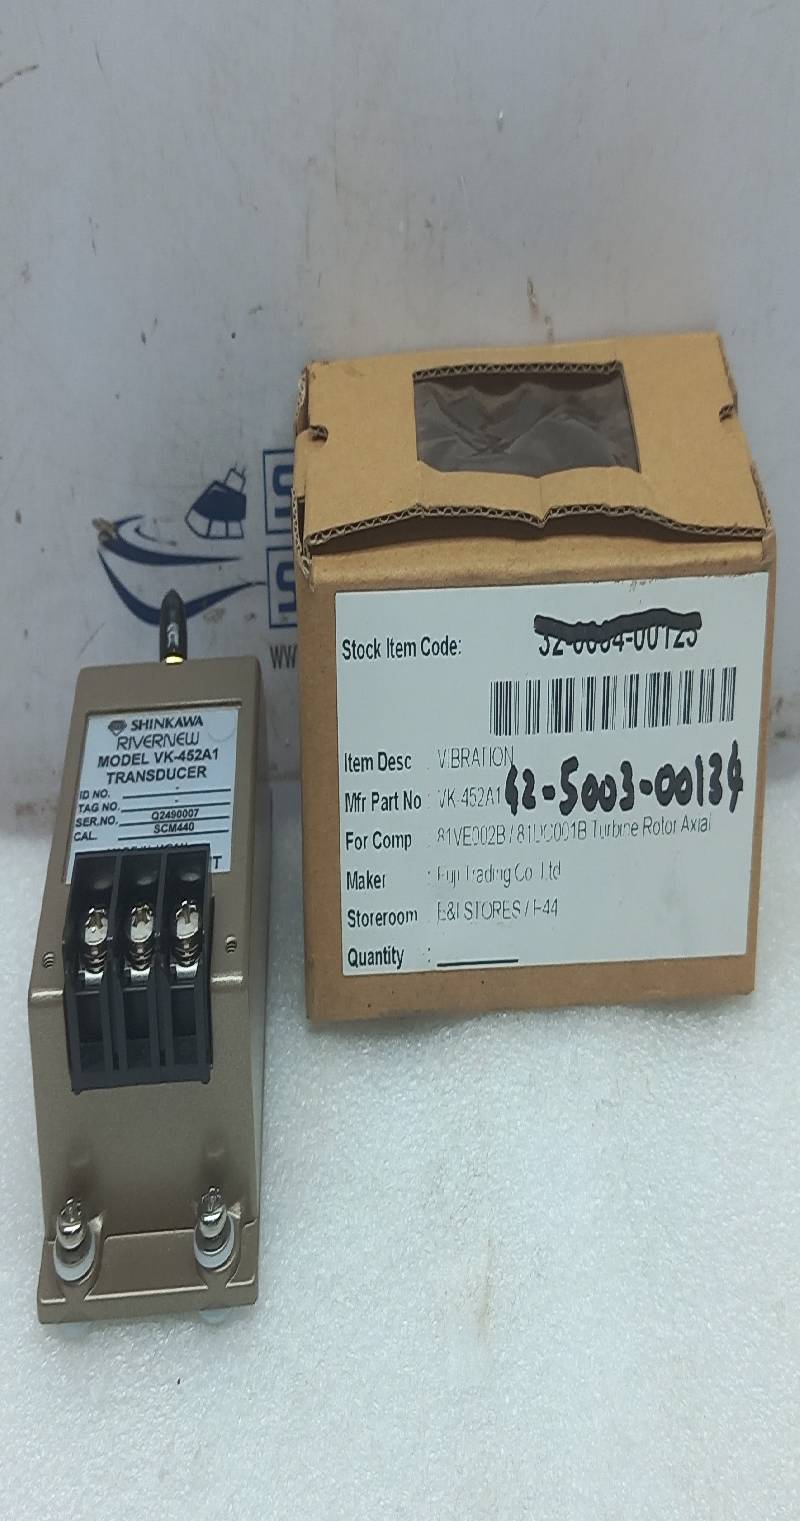 SHINKAWA
RIVERNEW
MODEL VK-452A1
TRANSDUCER
ID NO. -
TAG NO. -
SER.NO. Q2490007
CAL. SCM440
Stock Item Code:
Item Desc : VIBRATION
Mfr Part No : VK-452A1
42-5003-00134
For Comp : 81VE002B / 81DC001B Turbine Rotor Axial
Maker : Fuji Trading Co. Ltd
Storeroom : E&I STORES / F44
Quantity :